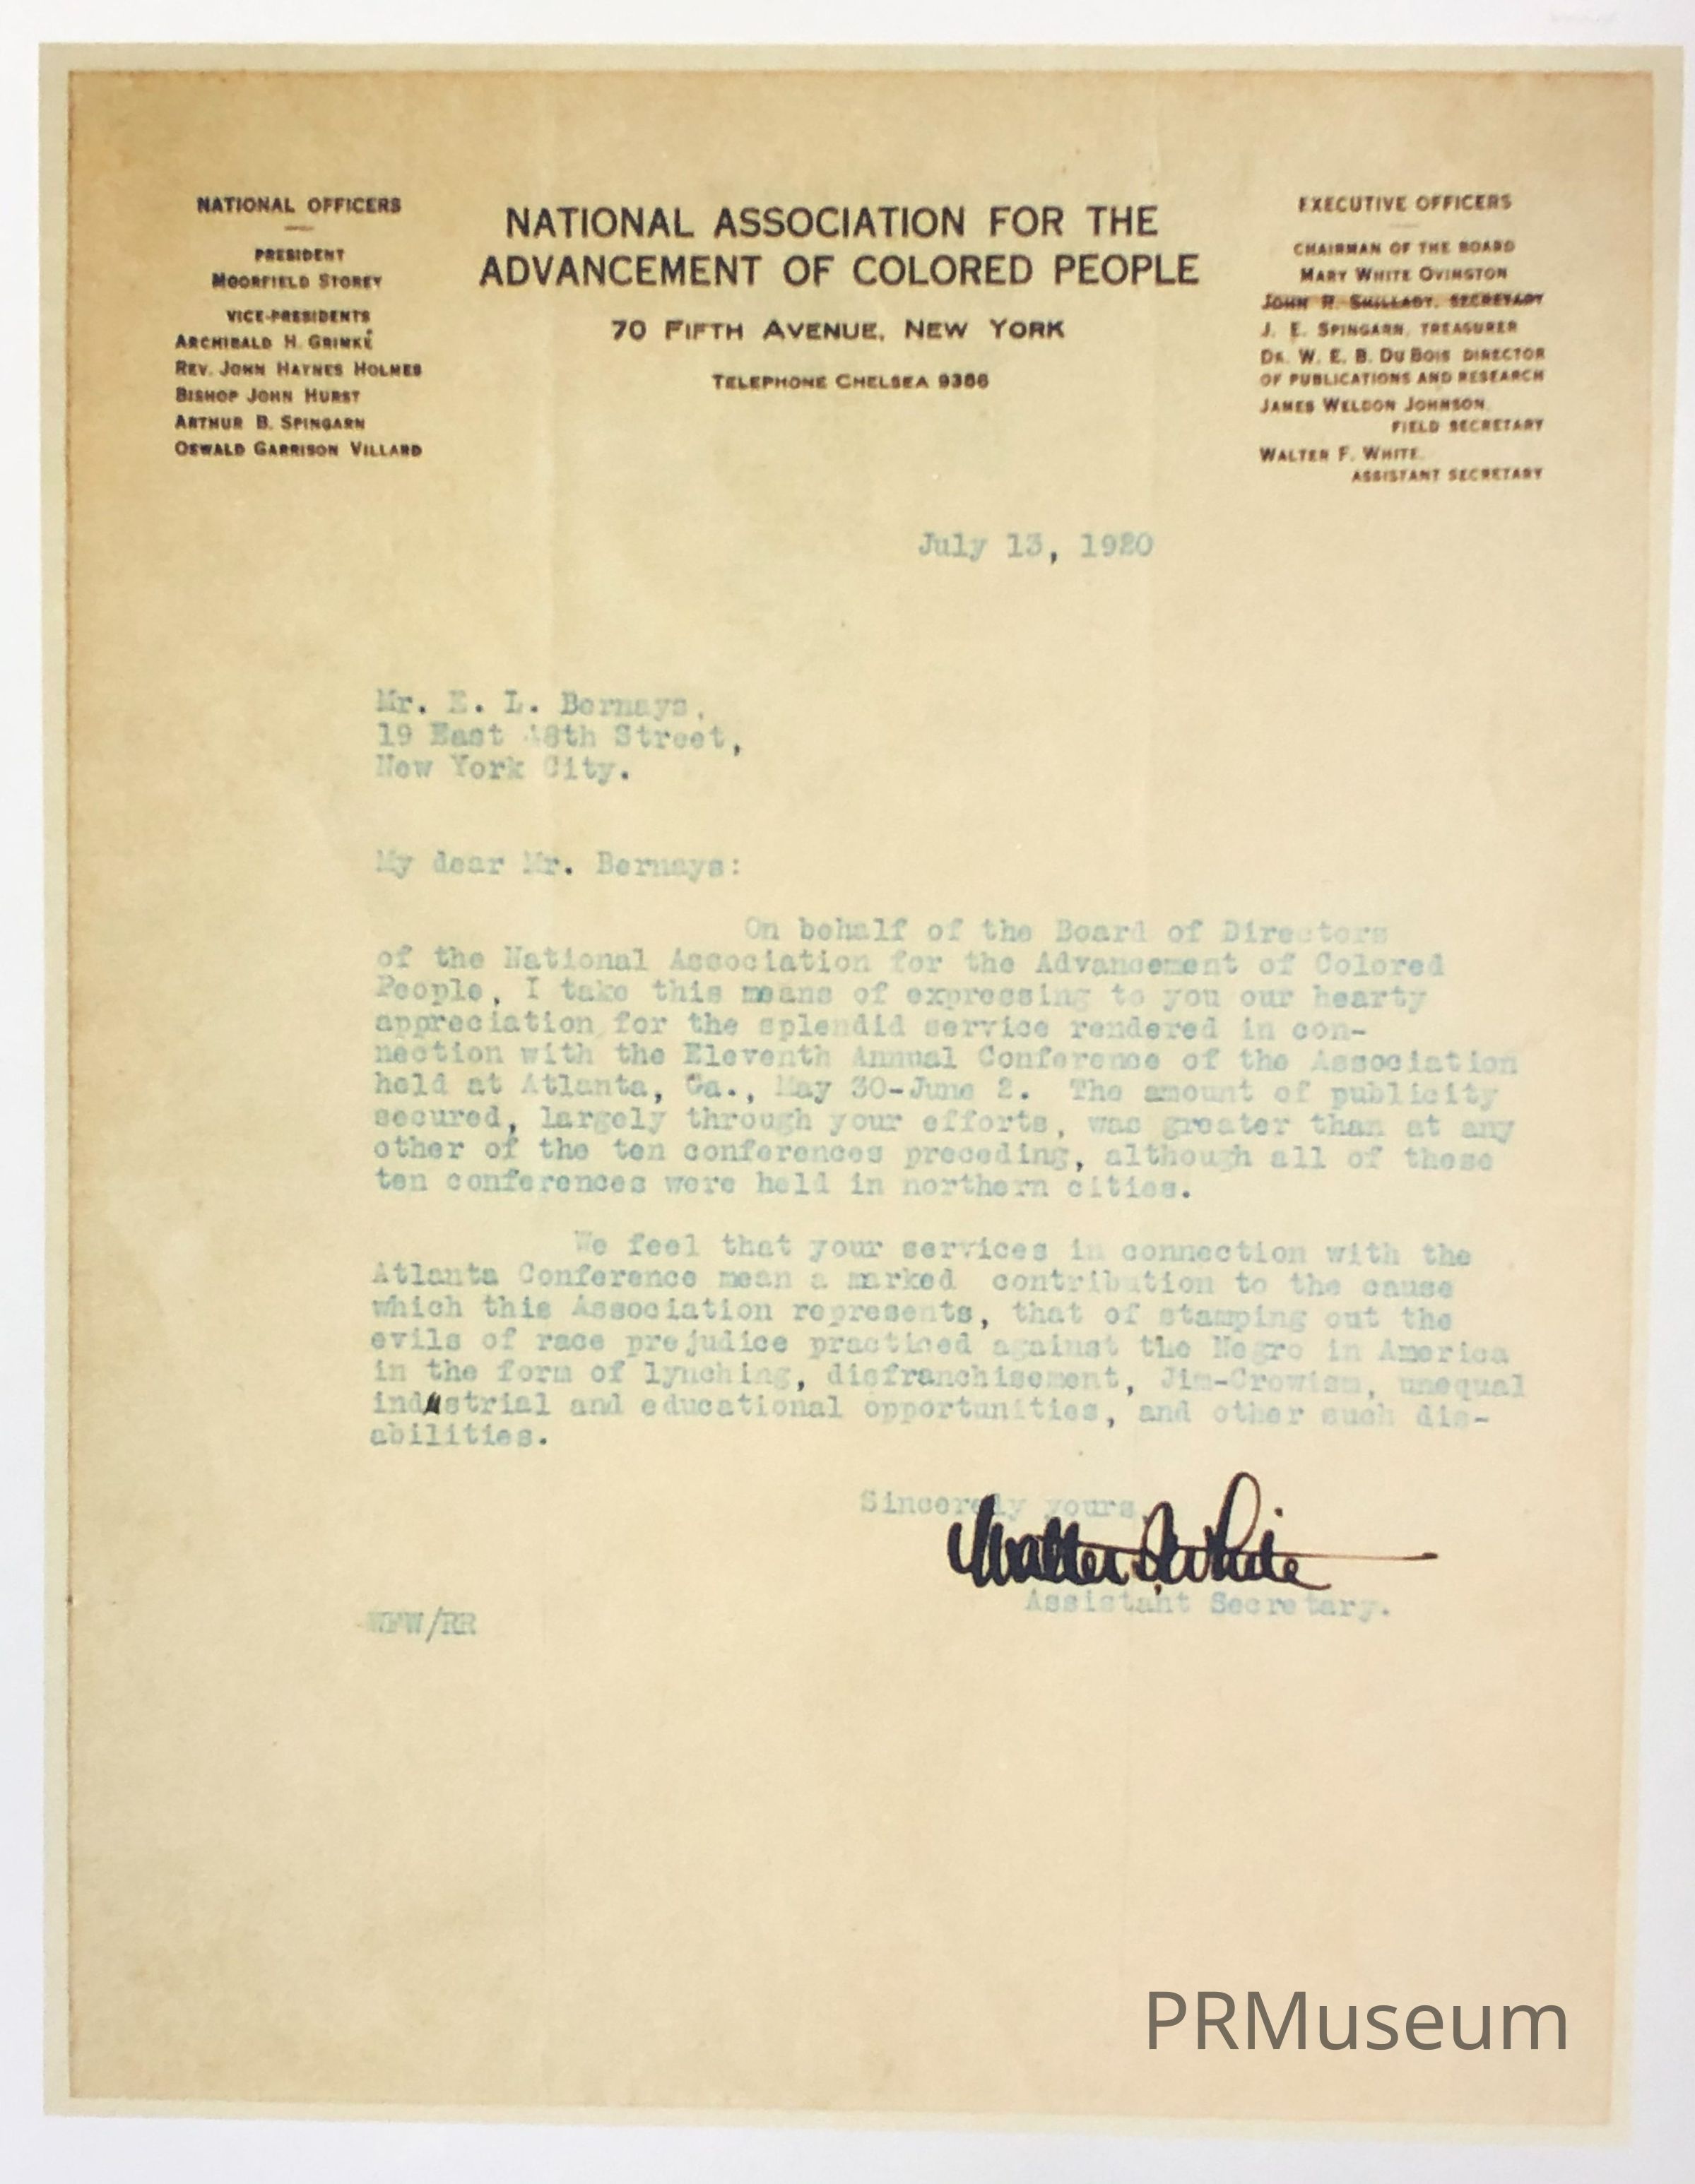 NATIONAL OFFICERS
PRESIDENT
MOORFIELD STOREY
VICE-PRESIDENTS
ARCHIBALD H. GRIMKÉ
REV. JOHN HAYNES HOLMES
BISHOP JOHN HURST
ARTHUR B. SPINGARN
OSWALD GARRISON VILLARD
NATIONAL ASSOCIATION FOR THE
ADVANCEMENT OF COLORED PEOPLE
70 FIFTH AVENUE, NEW YORK
TELEPHONE CHELSEA 9386
EXECUTIVE OFFICERS
CHAIRMAN OF THE BOARD
MARY WHITE OVINGTON
JOHN R. SHILLADY, SECRETARY
J. E. SPINGARN, TREASURER
DR. W. E. B. DU BOIS DIRECTOR
OF PUBLICATIONS AND RESEARCH
JAMES WELDON JOHNSON
FIELD SECRETARY
WALTER F. WHITE
ASSISTANT SECRETARY
July 13, 1920
Mr. E. L. Bernays,
19 East 48th Street,
New York City.
My dear Mr. Bernays:
On behalf of the Board of Directors
of the National Association for the Advancement of Colored
People, I take this means of expressing to you our hearty
appreciation for the splendid service rendered in con-
nection with the Eleventh Annual Conference of the Association
held at Atlanta, Ga., May 30-June 2. The amount of publicity
secured, largely through your efforts, was greater than at any
other of the ten conferences preceding, although all of these
ten conferences were held in northern cities.
We feel that your services in connection with the
Atlanta Conference mean a marked contribution to the cause
which this Association represents, that of stamping out the
evils of race prejudice practiced against the Negro in America
in the form of lynching, disfranchisement, Jim-Crowism, unequal
industrial and educational opportunities, and other such dis-
abilities.
Sincerely yours,
Walter F. White
Assistant Secretary.
WFW/RR
PRMuseum